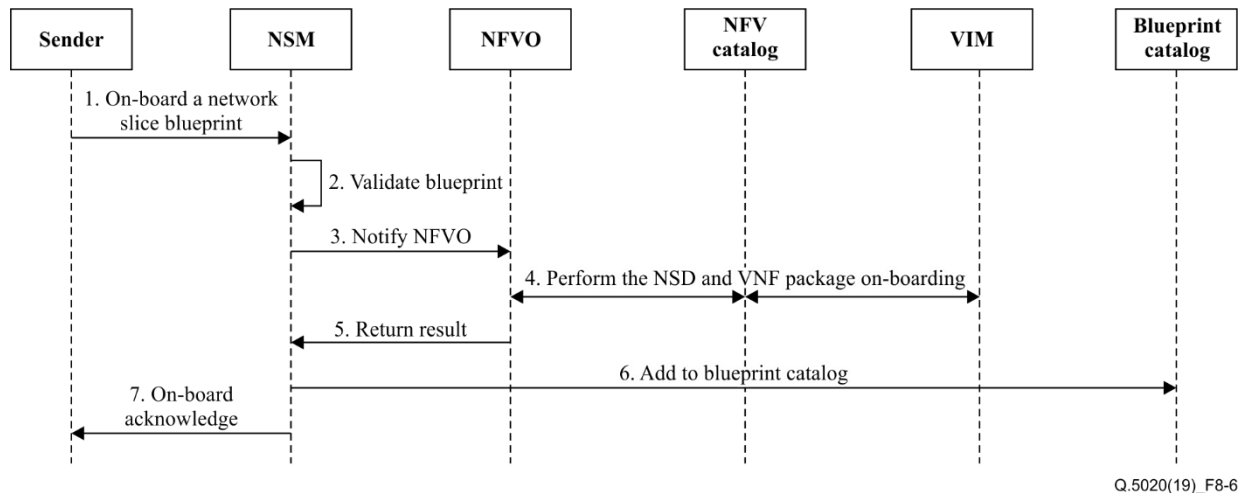 Sender
NSM
NFVO
NFV
catalog
VIM
Blueprint
catalog
1. On-board a network
slice blueprint
2. Validate blueprint
3. Notify NFVO
4. Perform the NSD and VNF package on-boarding
5. Return result
6. Add to blueprint catalog
7. On-board
acknowledge
Q.5020(19)_F8-6